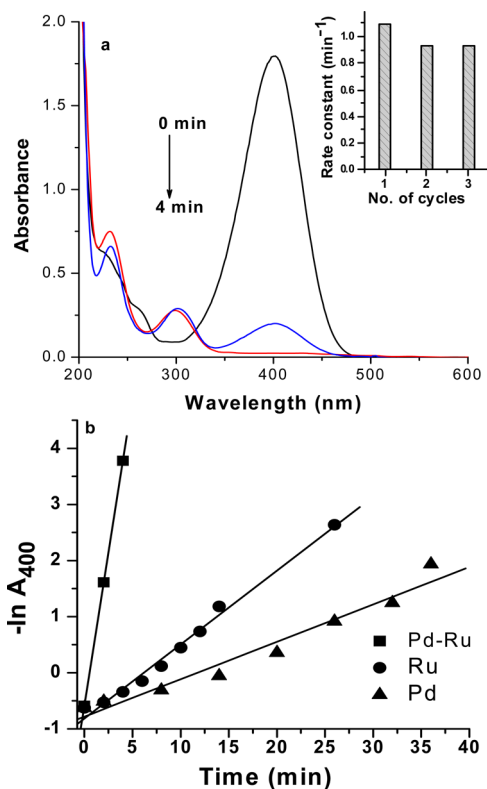 a
Absorbance
2.0
1.5
1.0
0.5
0.0
0 min
4 min
200 300 400 500 600
Wavelength (nm)
Rate constant (min⁻¹)
1.0
0.8
0.6
0.4
0.2
0.0
1 2 3
No. of cycles
b
-ln A₄₀₀
4
3
2
1
0
-1
Pd-Ru
Ru
Pd
0 5 10 15 20 25 30 35 40
Time (min)